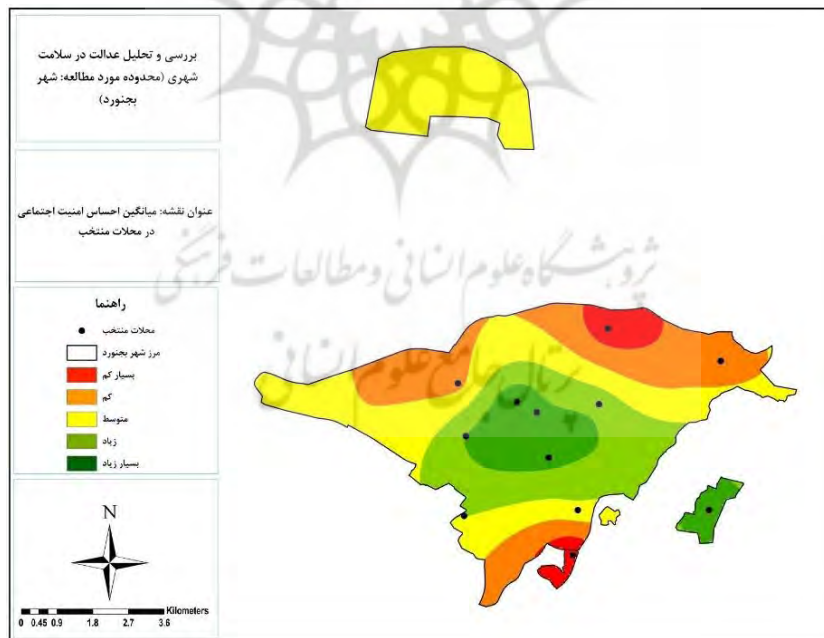 بررسی و تحلیل عدالت در سلامت
شهری (محدوده مورد مطالعه: شهر
بجنورد)
عنوان نقشه: میانگین احساس امنیت اجتماعی
در محلات منتخب
راهنما
محلات منتخب
مرز شهر بجنورد
بسیار کم
کم
متوسط
زیاد
بسیار زیاد
N
Kilometers
0 0.45 0.9 1.8 2.7 3.6
پژوهشگاه علوم انسانی و مطالعات فرهنگی
پرتال جامع علوم انسانی